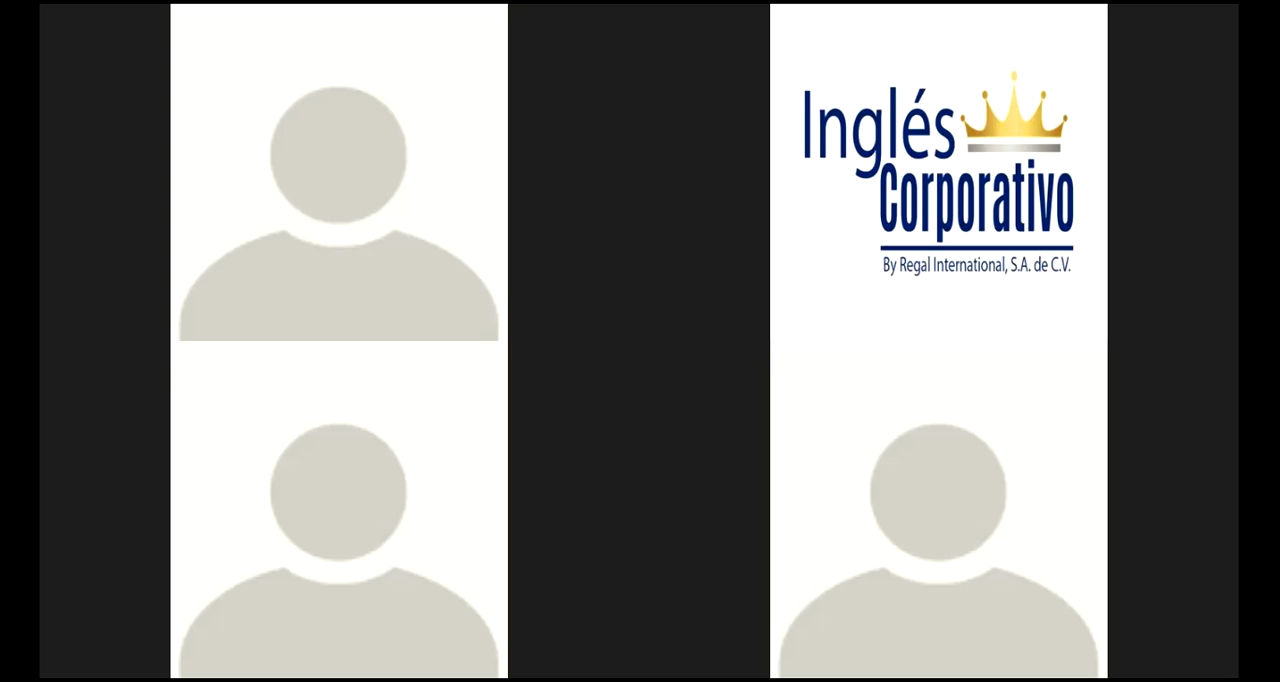 Inglés
Corporativo
By Regal International, S.A. de C.V.